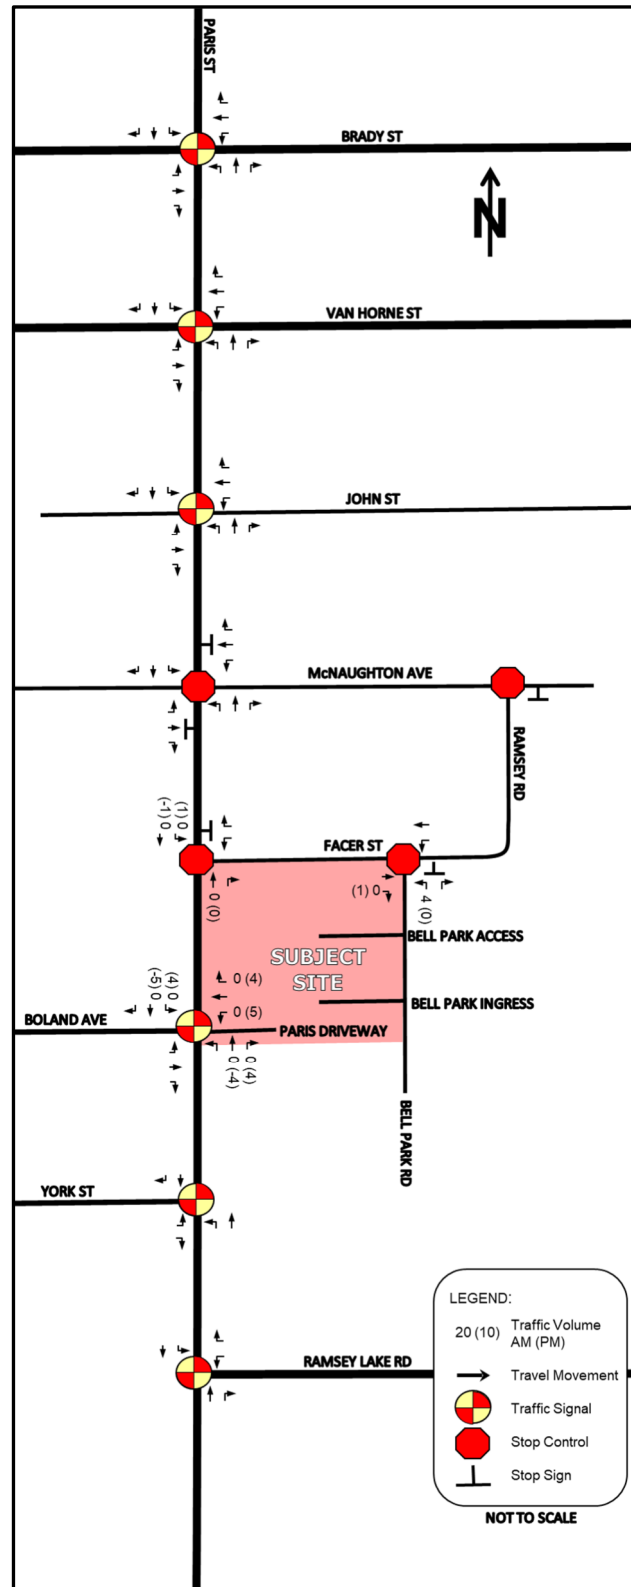 PARIS ST
BRADY ST
N
VAN HORNE ST
JOHN ST
McNAUGHTON AVE
RAMSEY RD
(1) 0
(-1) 0
FACER ST
0 (0)
(1) 0
4 (0)
BELL PARK ACCESS
SUBJECT
SITE
0 (4)
(4) 0
(-5) 0
0 (5)
BELL PARK INGRESS
BOLAND AVE
PARIS DRIVEWAY
0 (4)
0 (-4)
BELL PARK RD
YORK ST
RAMSEY LAKE RD
LEGEND:
20 (10)
Traffic Volume
AM (PM)
Travel Movement
Traffic Signal
Stop Control
Stop Sign
NOT TO SCALE